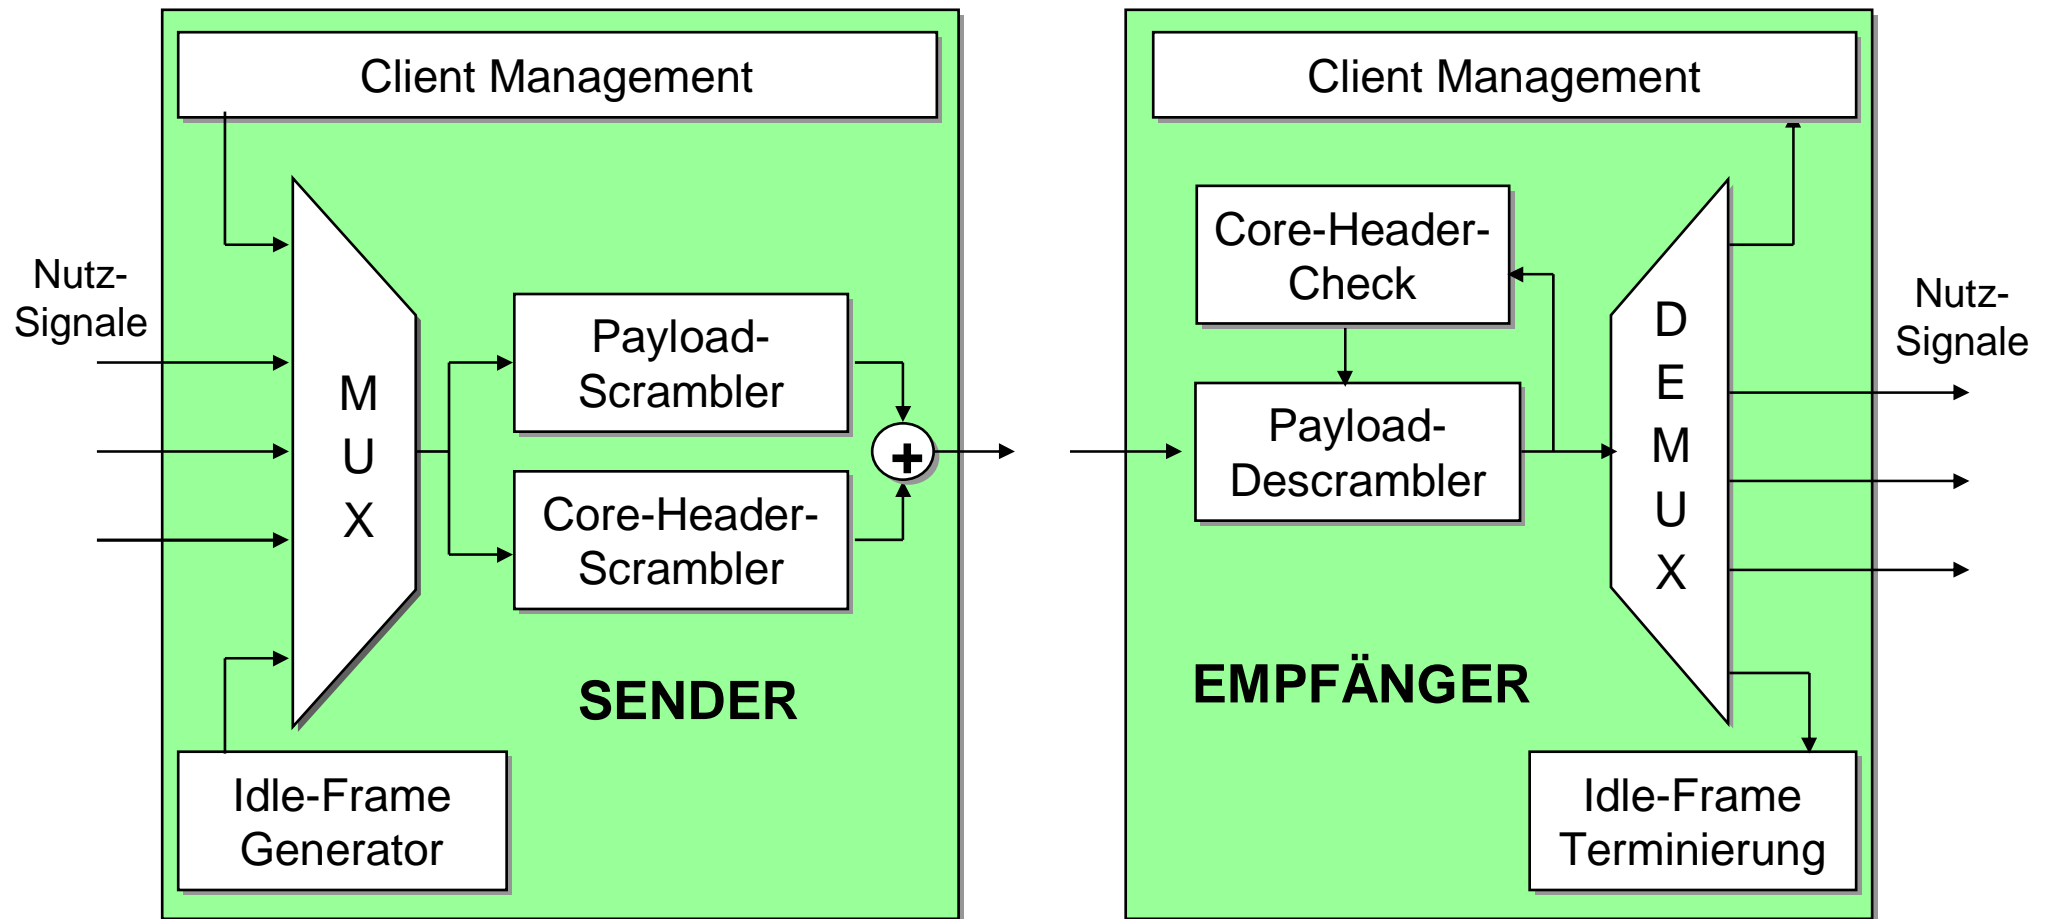 Client Management
Nutz-
Signale
M
U
X
Payload-
Scrambler
Core-Header-
Scrambler
+
SENDER
Idle-Frame
Generator
Client Management
Core-Header-
Check
Payload-
Descrambler
D
E
M
U
X
Nutz-
Signale
EMPFÄNGER
Idle-Frame
Terminierung